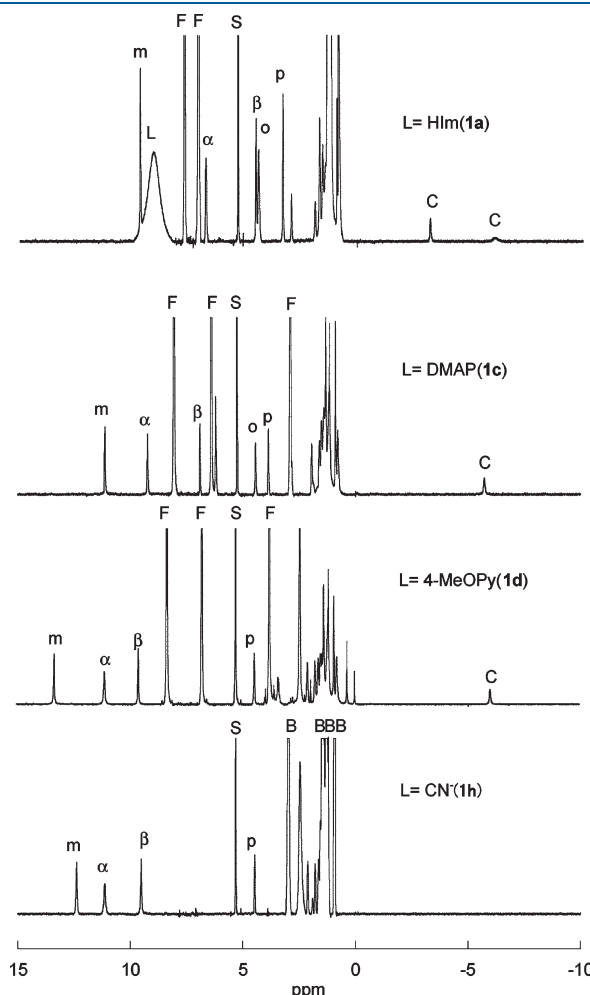 F F S
m
L
α
β
o
p
L= HIm(1a)
C
C
F F S F
m
α
β
o
p
L= DMAP(1c)
C
F F S F
m
α
β
p
L= 4-MeOPy(1d)
C
S B BBB
m
α
β
p
L= CN-(1h)
15 10 5 0 -5 -10
ppm